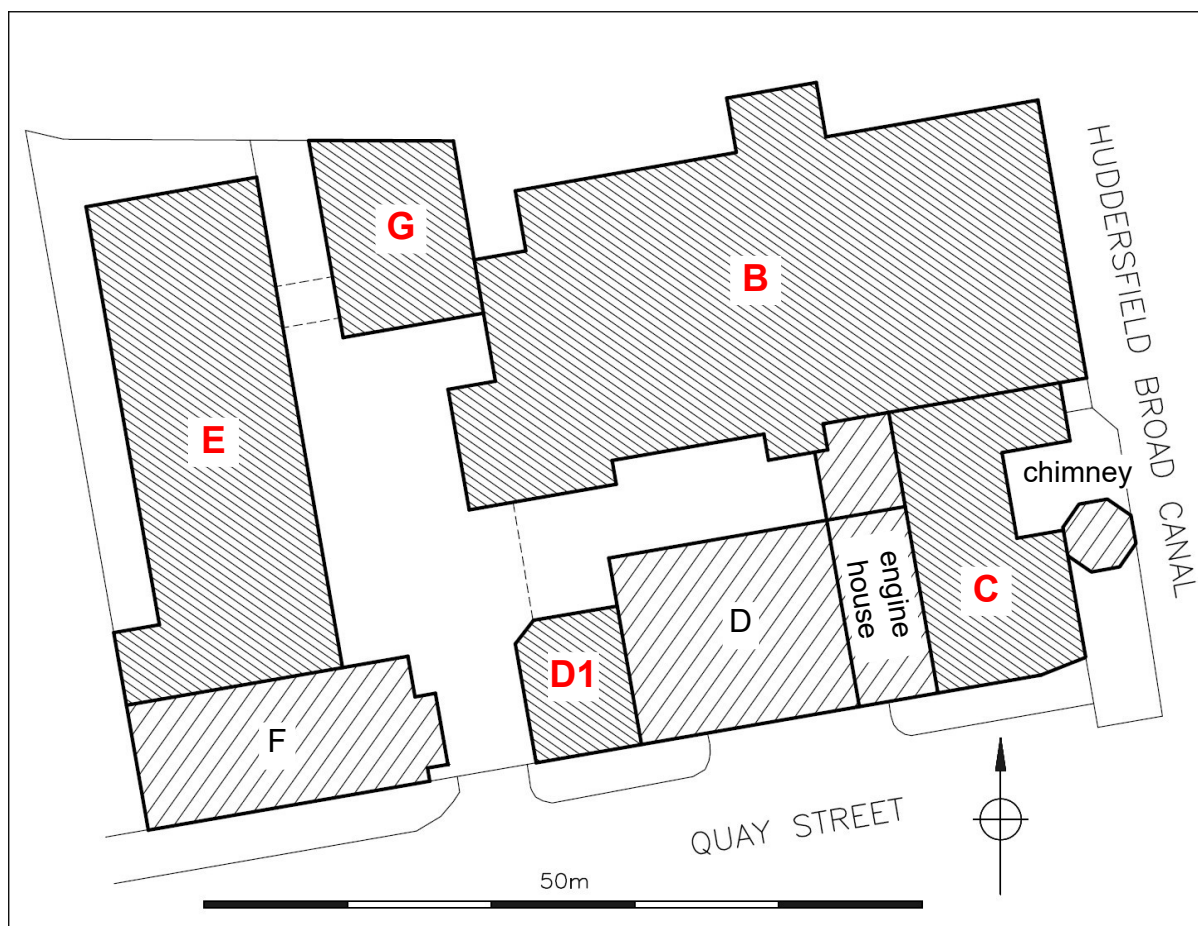 G
B
HUDDERSFIELD BROAD CANAL
E
chimney
engine
house
C
D
D1
F
QUAY STREET
50m